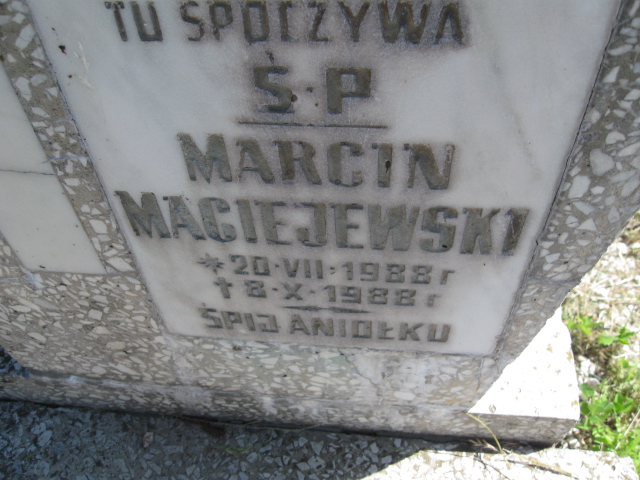 TU SPOCZYWA
Ś·P
MARCIN
MACIEJEWSKI
* 20·VII·1988 r
† 8·X·1988 r
ŚPIJ ANIOŁKU